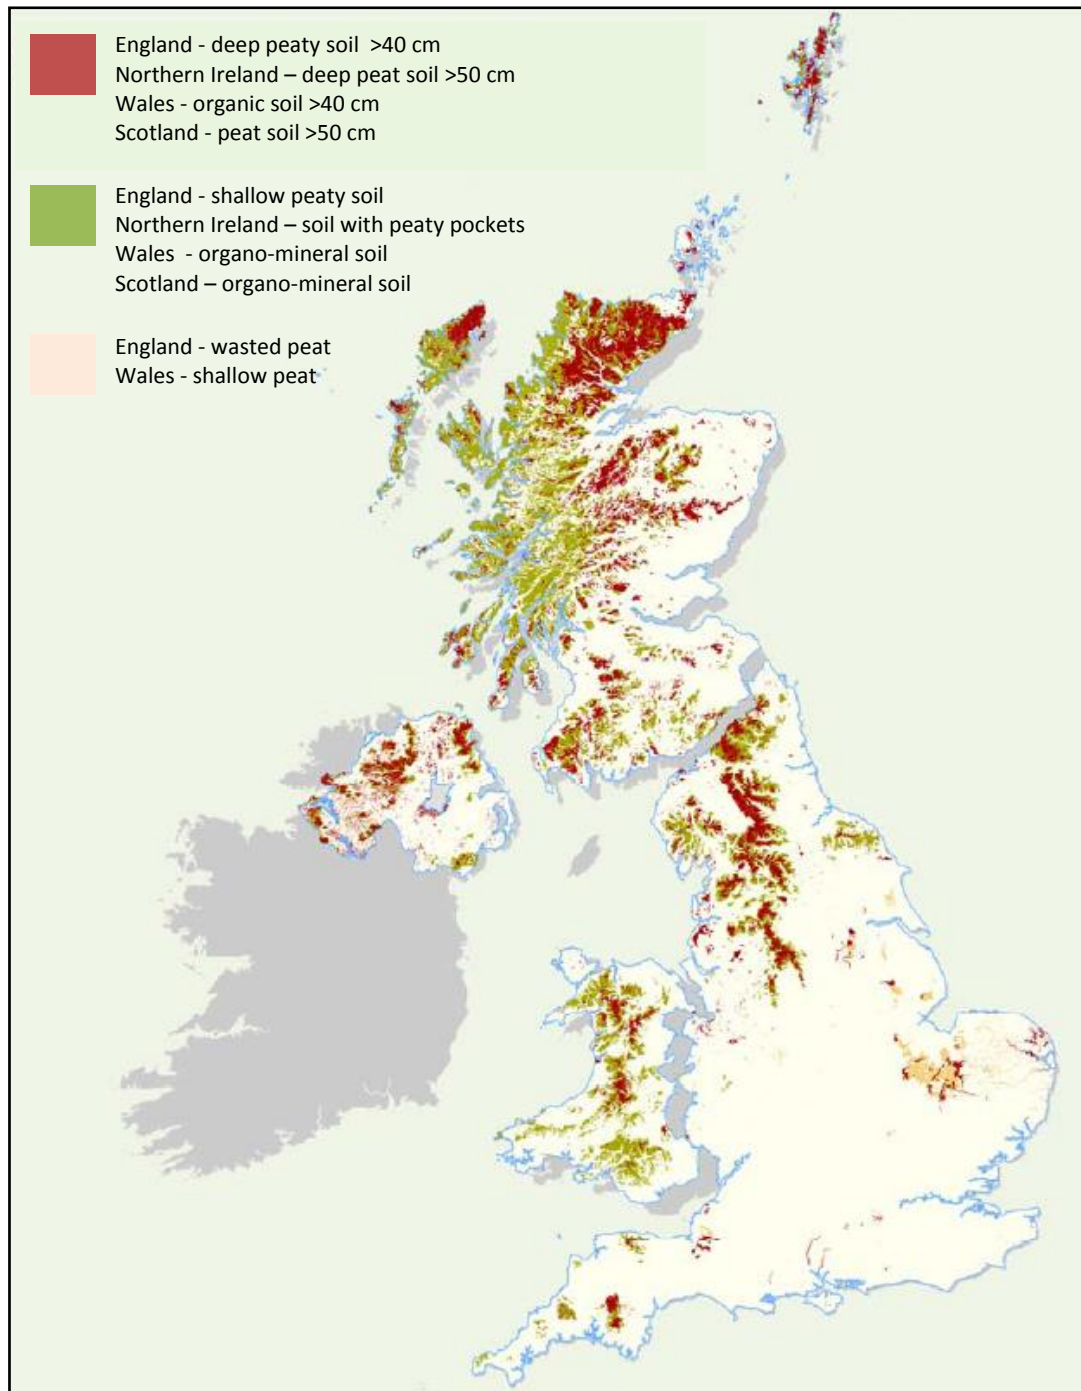 England - deep peaty soil  >40 cm
Northern Ireland – deep peat soil >50 cm
Wales - organic soil >40 cm
Scotland - peat soil >50 cm
England - shallow peaty soil
Northern Ireland – soil with peaty pockets
Wales  - organo-mineral soil
Scotland – organo-mineral soil
England - wasted peat
Wales - shallow peat